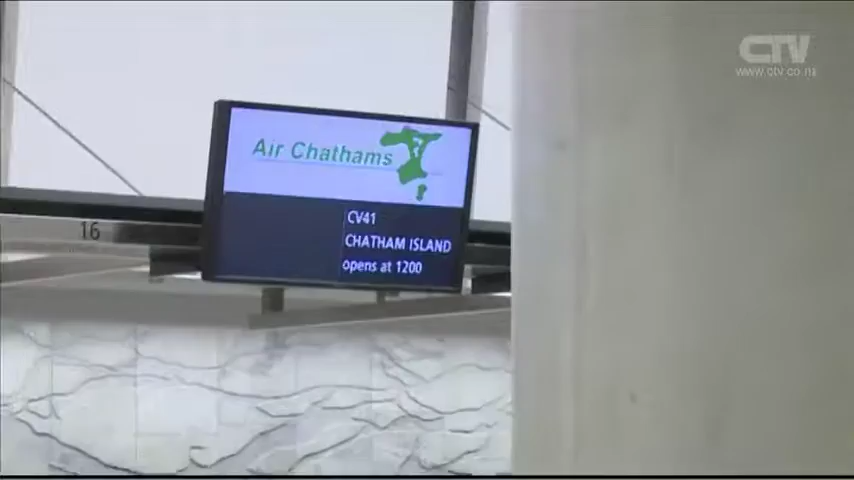 CTV
www.ctv.co.nz
Air Chathams
16
CV41
CHATHAM ISLAND
opens at 1200